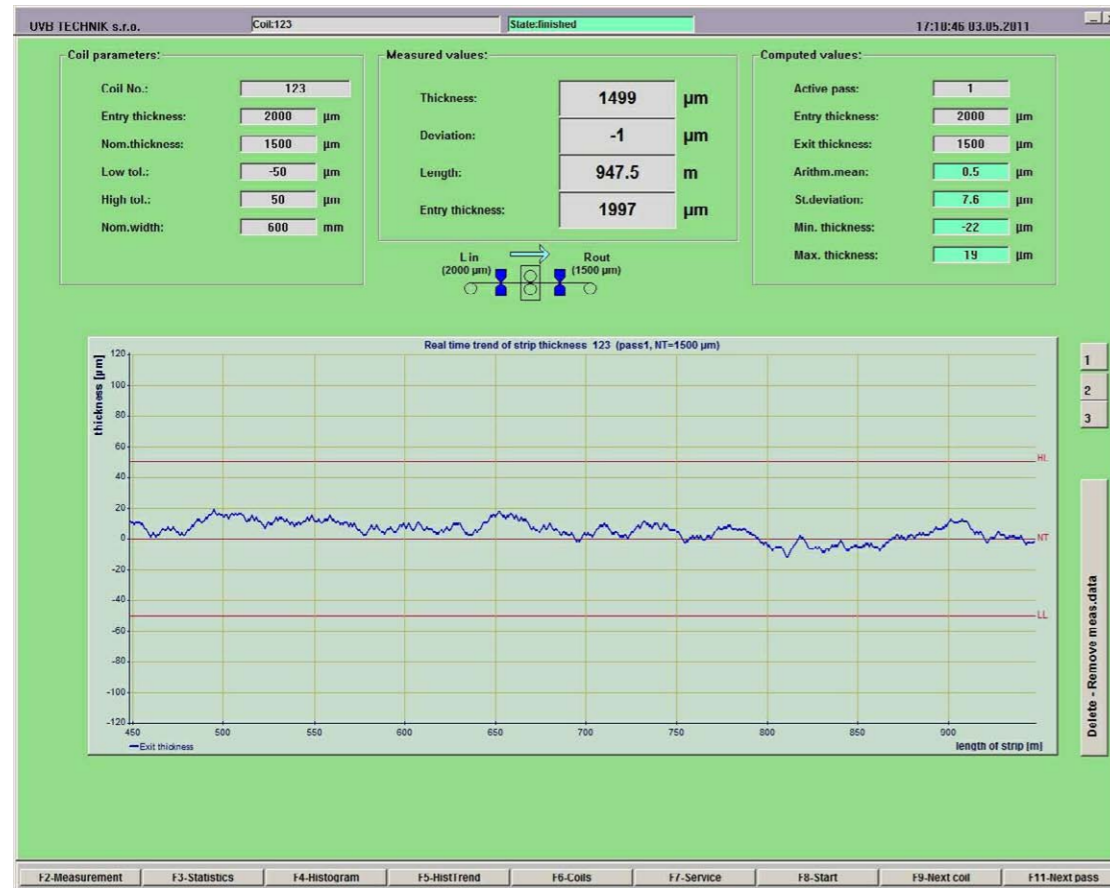 UVB TECHNIK s.r.o. Coil:123 State:finished 17:10:46 03.05.2011
Coil parameters:
Coil No.: 123
Entry thickness: 2000 µm
Nom.thickness: 1500 µm
Low tol.: -50 µm
High tol.: 50 µm
Nom.width: 600 mm
Measured values:
Thickness: 1499 µm
Deviation: -1 µm
Length: 947.5 m
Entry thickness: 1997 µm
Computed values:
Active pass: 1
Entry thickness: 2000 µm
Exit thickness: 1500 µm
Arithm.mean: 0.5 µm
St.deviation: 7.6 µm
Min. thickness: -22 µm
Max. thickness: 19 µm
L in Rout
(2000 µm) (1500 µm)
Real time trend of strip thickness 123 (pass1, NT=1500 µm)
thickness [µm]
120
100
80
60
40
20
0
-20
-40
-60
-80
-100
-120
HL
NT
LL
450 500 550 600 650 700 750 800 850 900
Exit thickness length of strip [m]
1
2
3
Delete - Remove meas.data
F2-Measurement F3-Statistics F4-Histogram F5-HistTrend F6-Coils F7-Service F8-Start F9-Next coil F11-Next pass